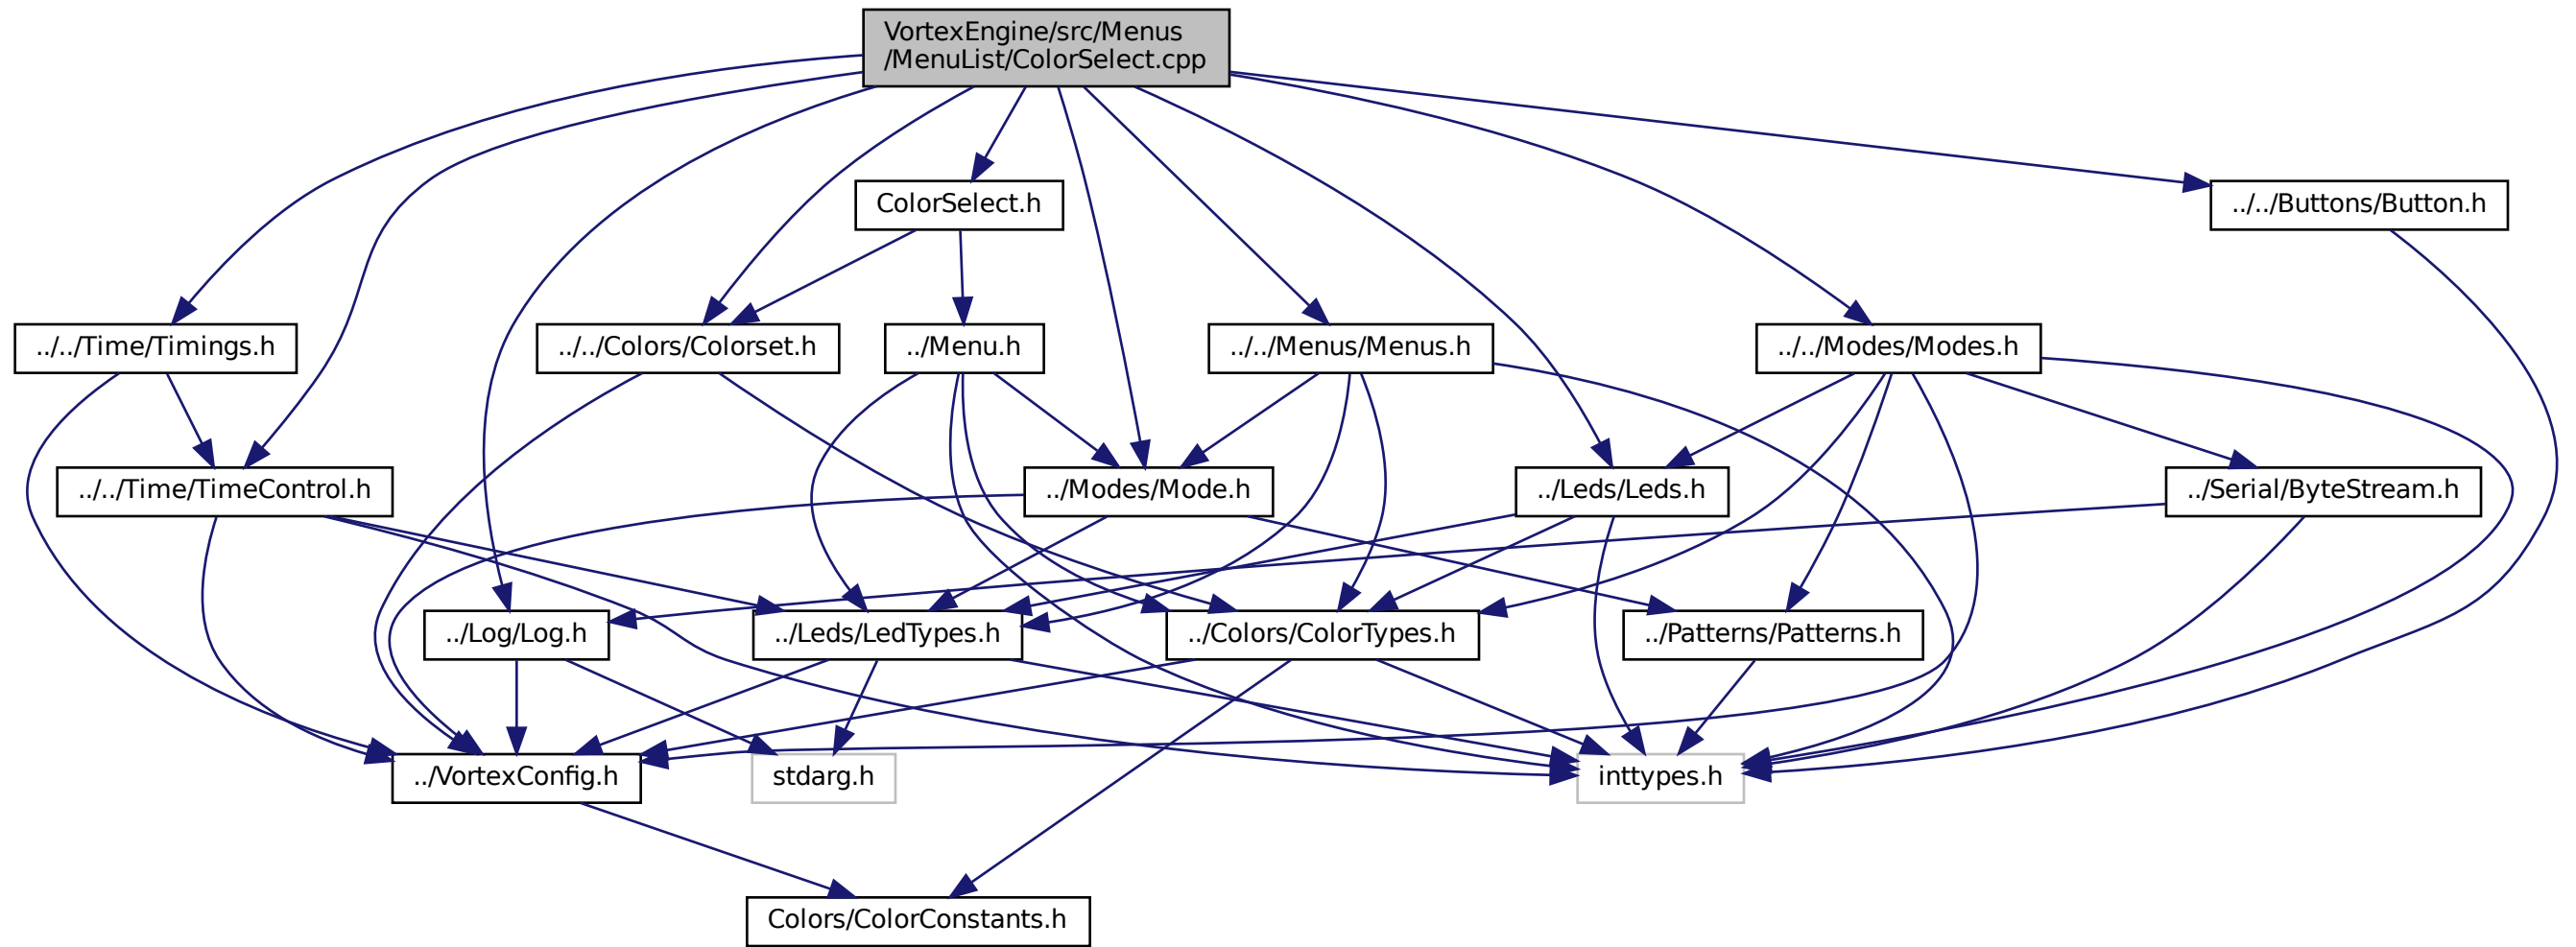 VortexEngine/src/Menus
/MenuList/ColorSelect.cpp
ColorSelect.h
../../Buttons/Button.h
../../Time/Timings.h
../../Colors/Colorset.h
../Menu.h
../../Menus/Menus.h
../../Modes/Modes.h
../../Time/TimeControl.h
../Modes/Mode.h
../Leds/Leds.h
../Serial/ByteStream.h
../Log/Log.h
../Leds/LedTypes.h
../Colors/ColorTypes.h
../Patterns/Patterns.h
../VortexConfig.h
stdarg.h
inttypes.h
Colors/ColorConstants.h